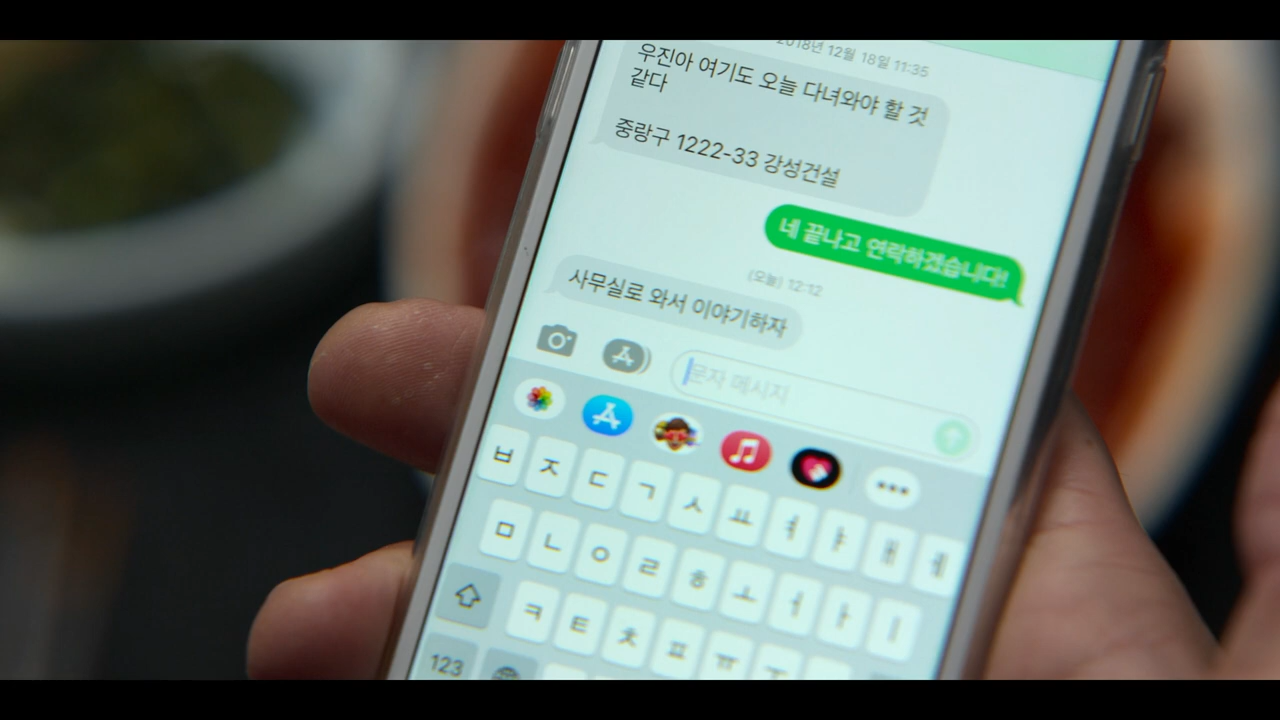 2018년 12월 18일 11:35
우진아 여기도 오늘 다녀와야 할 것
같다
중랑구 1222-33 강성건설
네 끝나고 연락하겠습니다!
(오늘) 12:12
사무실로 와서 이야기하자
문자 메시지
ㅂ ㅈ ㄷ ㄱ ㅅ ㅛ ㅕ ㅑ ㅐ ㅔ
ㅁ ㄴ ㅇ ㄹ ㅎ ㅗ ㅓ ㅏ ㅣ
ㅋ ㅌ ㅊ ㅍ ㅠ ㅜ
123